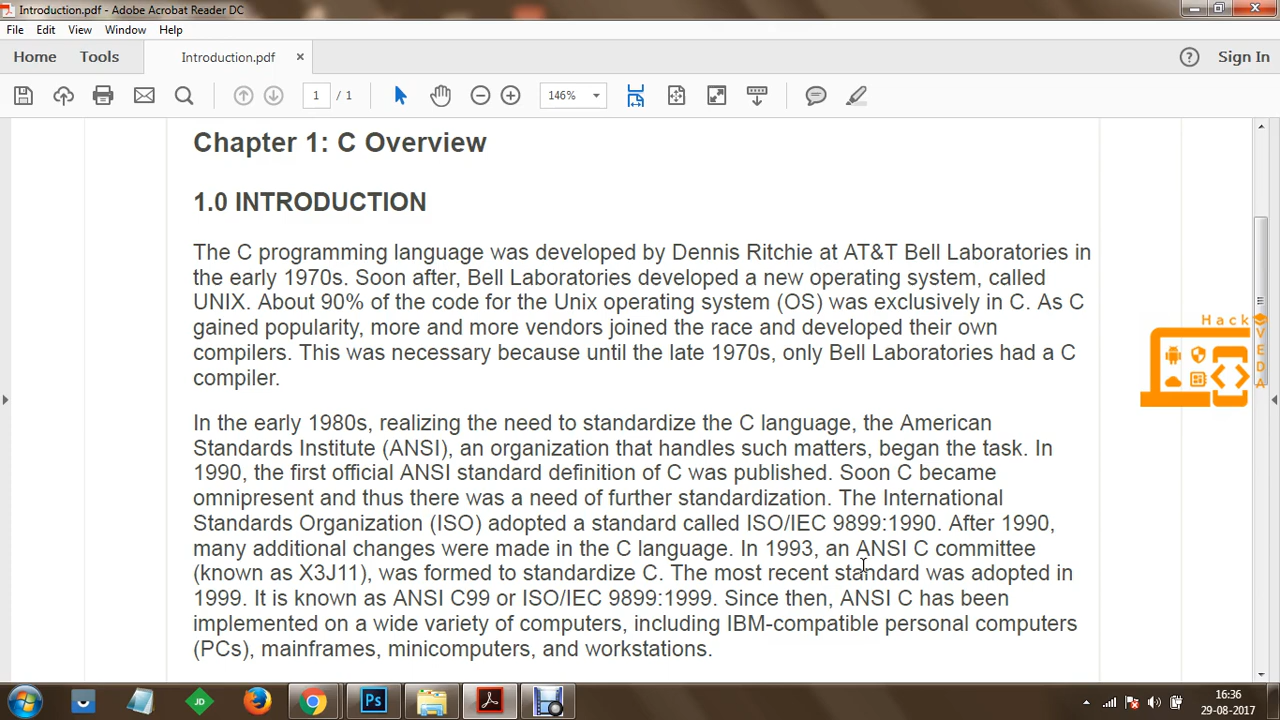 Introduction.pdf - Adobe Acrobat Reader DC
File Edit View Window Help
Home Tools Introduction.pdf × ? Sign In
1 / 1 146%
Chapter 1: C Overview
1.0 INTRODUCTION
The C programming language was developed by Dennis Ritchie at AT&T Bell Laboratories in
the early 1970s. Soon after, Bell Laboratories developed a new operating system, called
UNIX. About 90% of the code for the Unix operating system (OS) was exclusively in C. As C
gained popularity, more and more vendors joined the race and developed their own
compilers. This was necessary because until the late 1970s, only Bell Laboratories had a C
compiler.
Hack
VEDA
In the early 1980s, realizing the need to standardize the C language, the American
Standards Institute (ANSI), an organization that handles such matters, began the task. In
1990, the first official ANSI standard definition of C was published. Soon C became
omnipresent and thus there was a need of further standardization. The International
Standards Organization (ISO) adopted a standard called ISO/IEC 9899:1990. After 1990,
many additional changes were made in the C language. In 1993, an ANSI C committee
(known as X3J11), was formed to standardize C. The most recent standard was adopted in
1999. It is known as ANSI C99 or ISO/IEC 9899:1999. Since then, ANSI C has been
implemented on a wide variety of computers, including IBM-compatible personal computers
(PCs), mainframes, minicomputers, and workstations.
JD Ps
16:36
29-08-2017